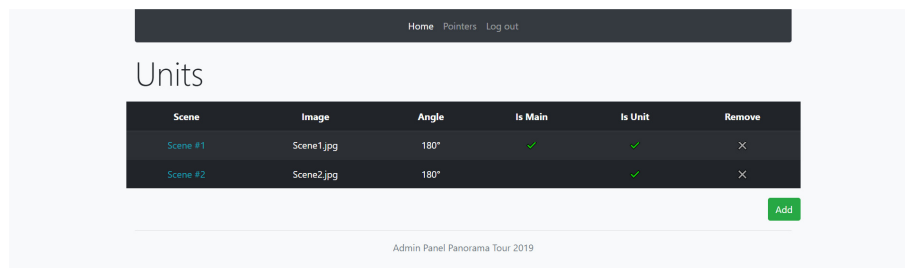 Home Pointers Log out
Units
Scene Image Angle Is Main Is Unit Remove
Scene #1 Scene1.jpg 180° ✓ ✓ ✕
Scene #2 Scene2.jpg 180° ✓ ✕
Add
Admin Panel Panorama Tour 2019